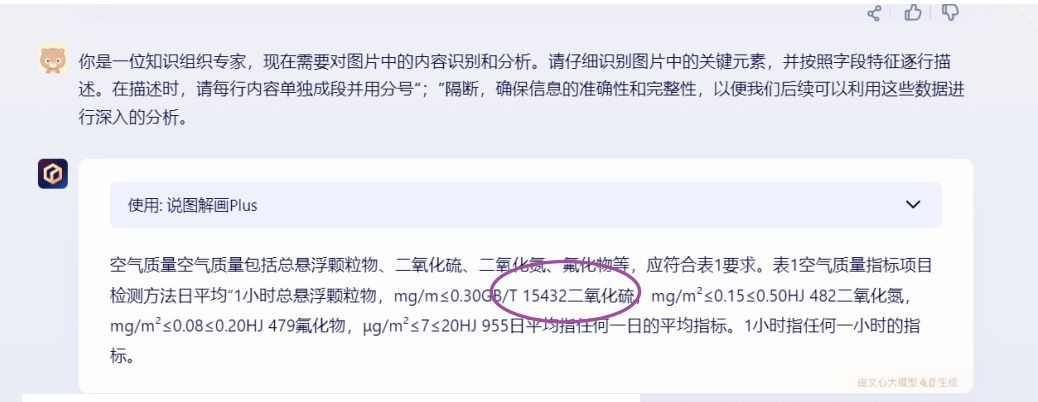 你是一位知识组织专家，现在需要对图片中的内容识别和分析。请仔细识别图片中的关键元素，并按照字段特征逐行描
述。在描述时，请每行内容单独成段并用分号“；”隔断，确保信息的准确性和完整性，以便我们后续可以利用这些数据进
行深入的分析。
使用: 说图解画Plus
空气质量空气质量包括总悬浮颗粒物、二氧化硫、二氧化氮、氟化物等，应符合表1要求。表1空气质量指标项目
检测方法日平均“1小时总悬浮颗粒物，mg/m≤0.30GB/T 15432二氧化硫，mg/m²≤0.15≤0.50HJ 482二氧化氮，
mg/m²≤0.08≤0.20HJ 479氟化物，μg/m²≤7≤20HJ 955日平均指任何一日的平均指标。1小时指任何一小时的指
标。
由文心大模型 4.0 生成